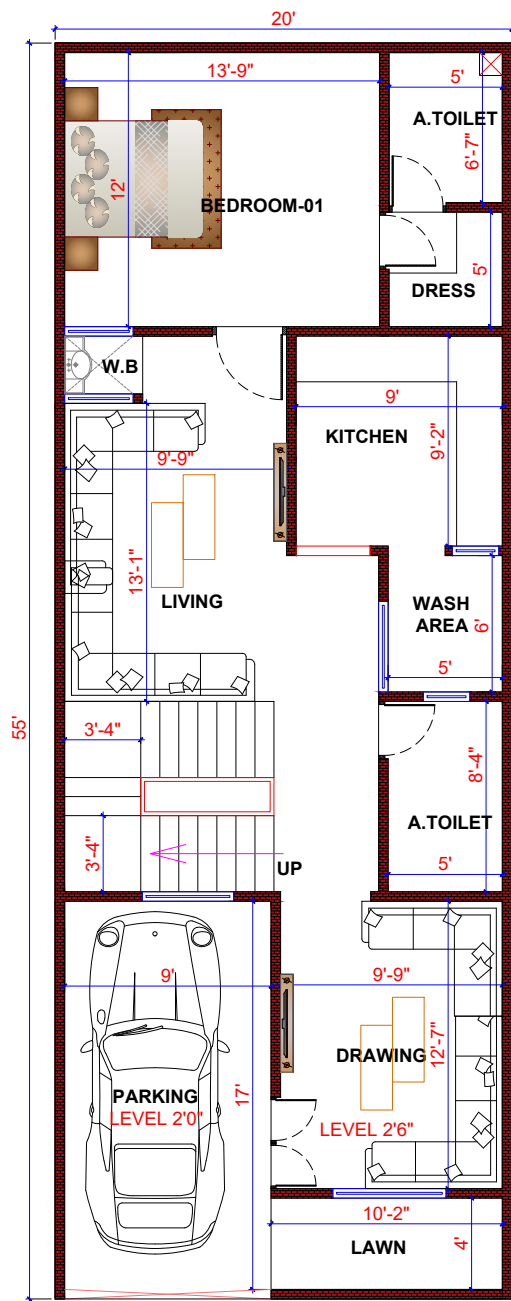 20'
13'-9"
5'
A.TOILET
6'-7"
12'
BEDROOM-01
5'
DRESS
W.B
9'
KITCHEN
9'-2"
9'-9"
13'-1"
LIVING
WASH
AREA
6'
5'
55'
3'-4"
8'-4"
3'-4"
A.TOILET
UP
5'
9'
9'-9"
DRAWING
12'-7"
PARKING
LEVEL 2'0"
17'
LEVEL 2'6"
10'-2"
LAWN
4'